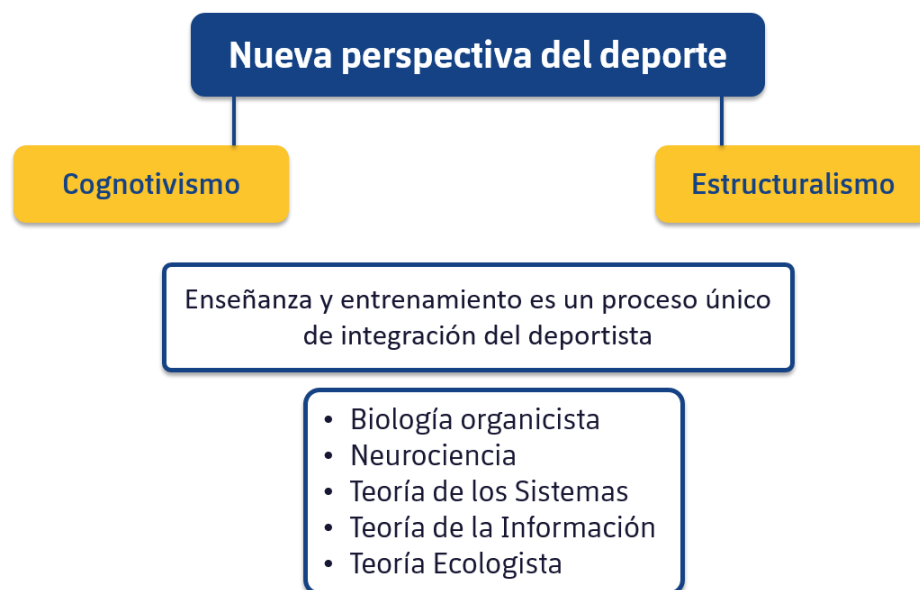 Nueva perspectiva del deporte
Cognotivismo
Estructuralismo
Enseñanza y entrenamiento es un proceso único
de integración del deportista
• Biología organicista
• Neurociencia
• Teoría de los Sistemas
• Teoría de la Información
• Teoría Ecologista